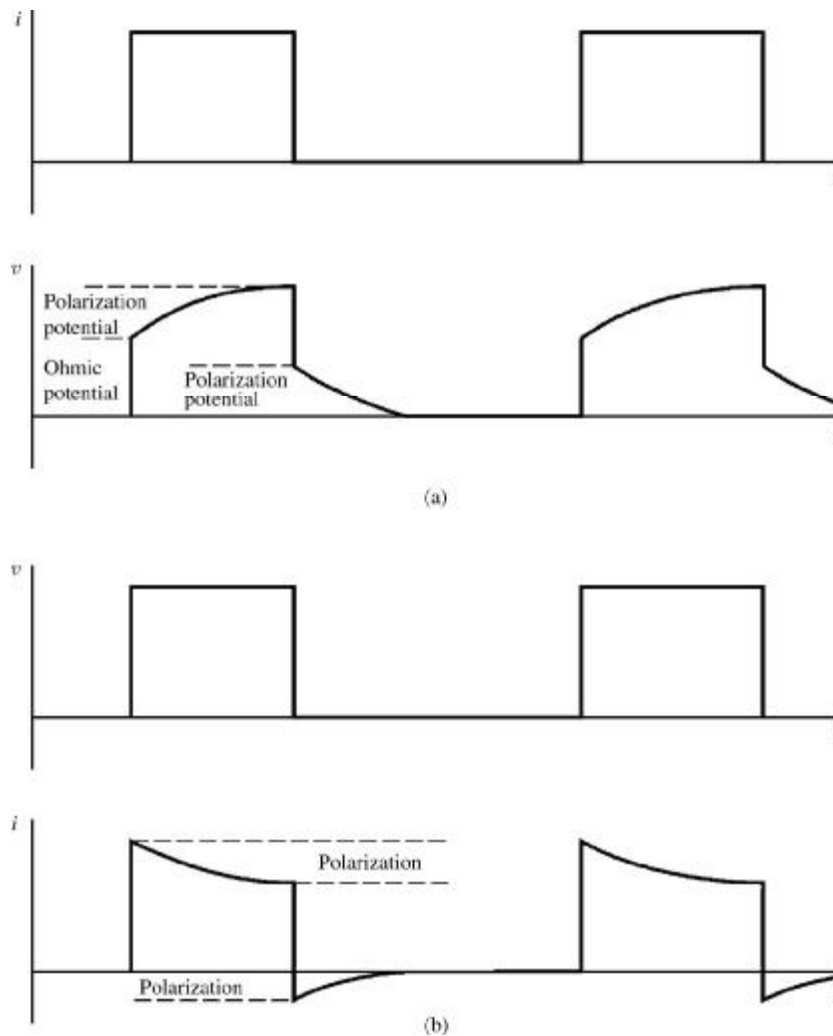 i
v
Polarization
potential
Ohmic
potential
Polarization
potential
(a)
v
i
Polarization
Polarization
(b)